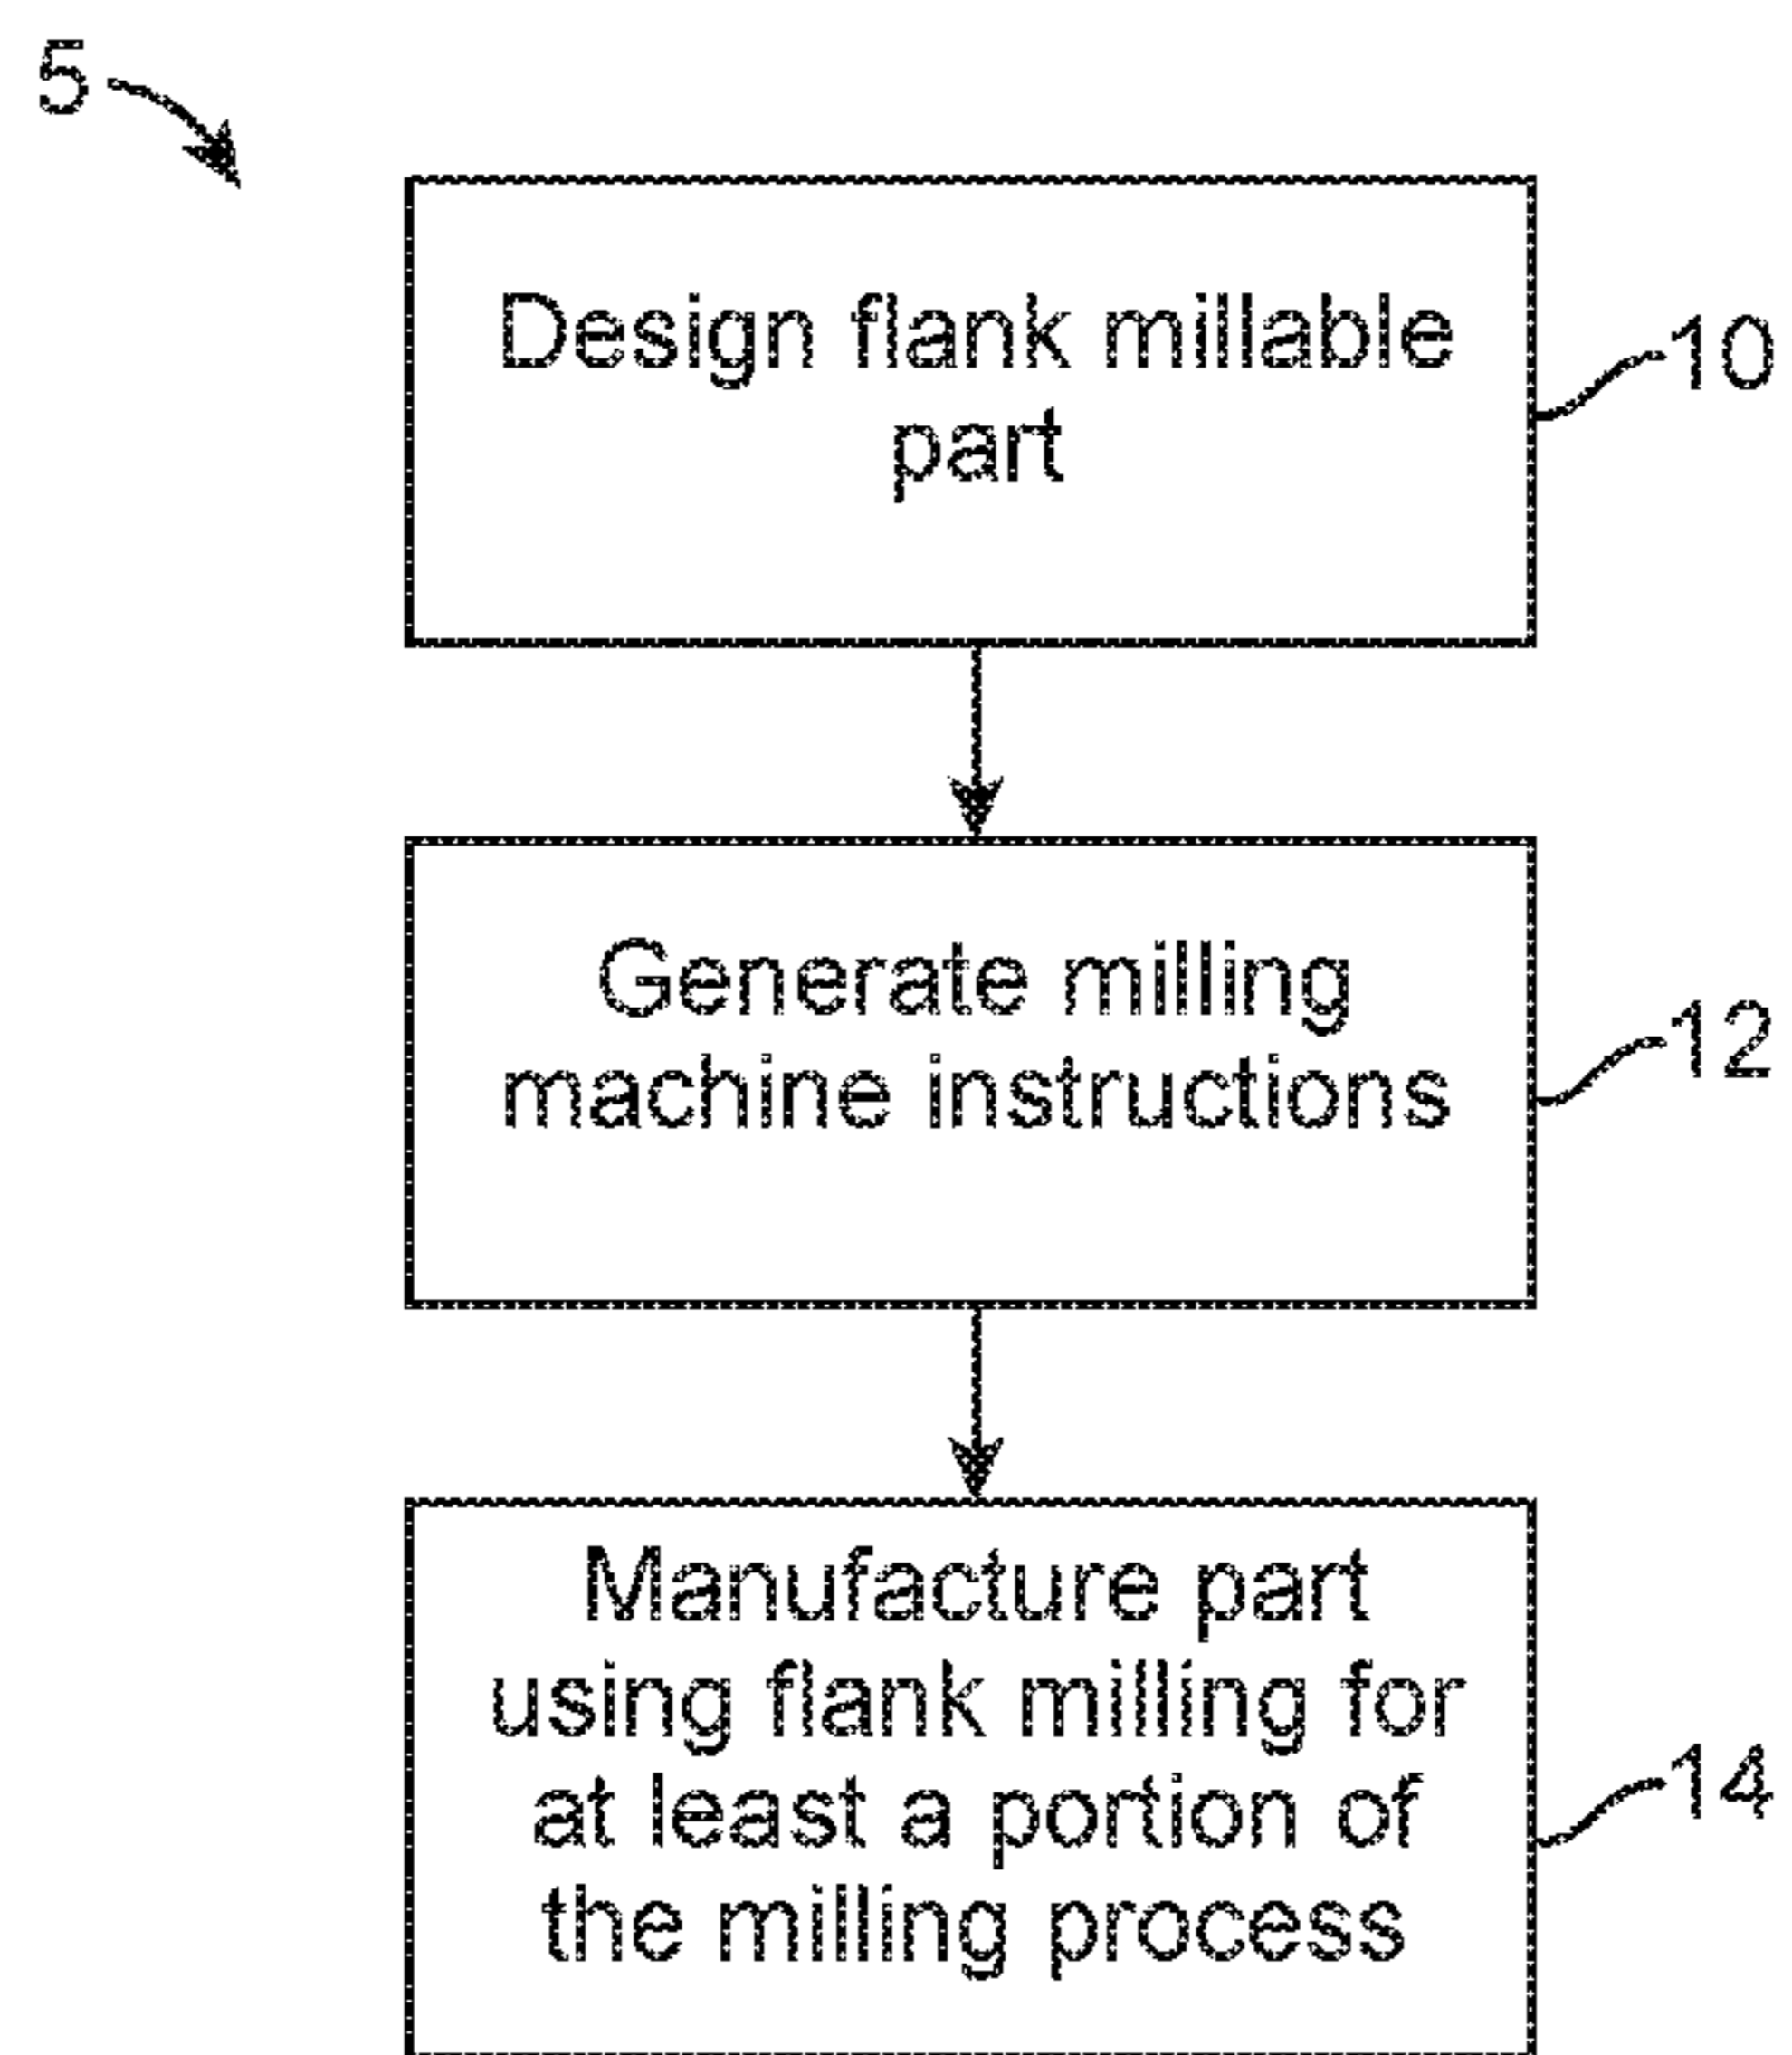 5
Design flank millable
part
10
Generate milling
machine instructions
12
Manufacture part
using flank milling for
at least a portion of
the milling process
14